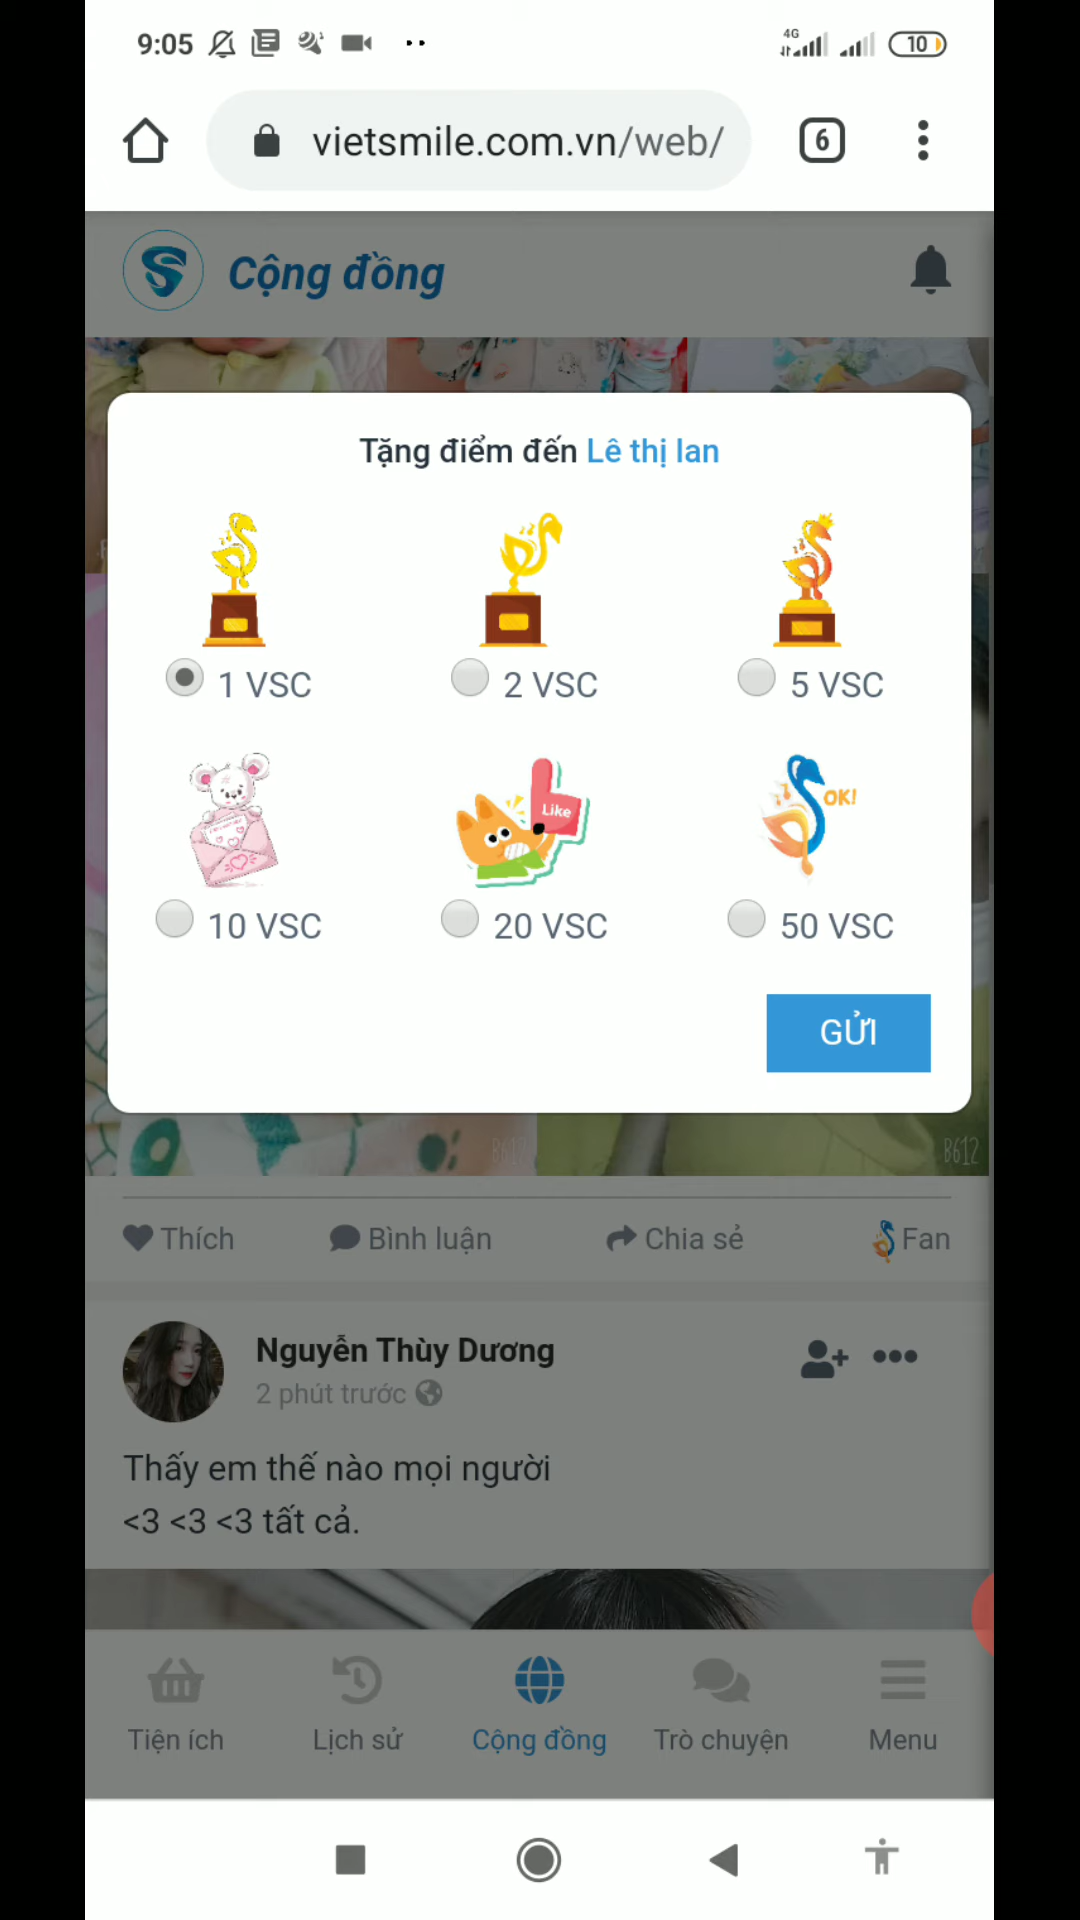 9:05
4G
10
vietsmile.com.vn/web/
6
Cộng đồng
Tặng điểm đến Lê thị lan
1 VSC
2 VSC
5 VSC
Like
OK!
10 VSC
20 VSC
50 VSC
GỬI
B612
B612
Thích
Bình luận
Chia sẻ
Fan
Nguyễn Thùy Dương
2 phút trước
Thấy em thế nào mọi người
<3 <3 <3 tất cả.
Tiện ích
Lịch sử
Cộng đồng
Trò chuyện
Menu